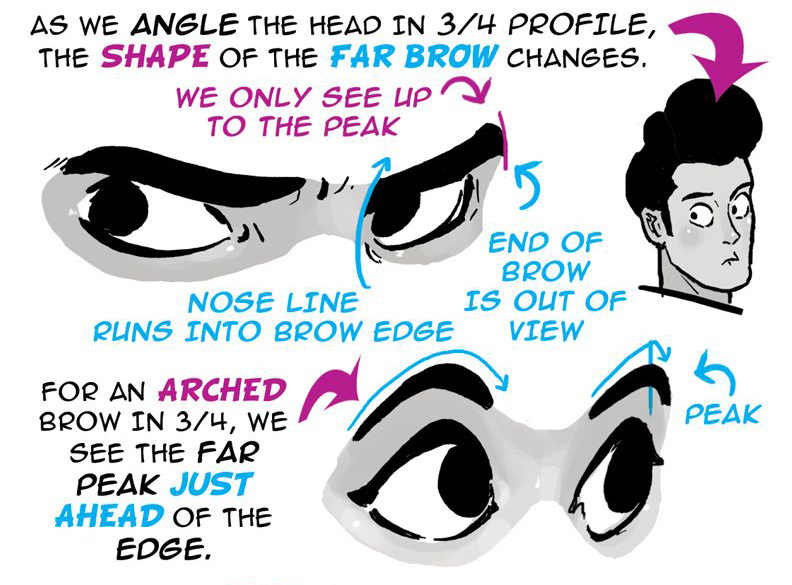 AS WE ANGLE THE HEAD IN 3/4 PROFILE,
THE SHAPE OF THE FAR BROW CHANGES.
WE ONLY SEE UP
TO THE PEAK
END OF
BROW
IS OUT OF
VIEW
NOSE LINE
RUNS INTO BROW EDGE
FOR AN ARCHED
BROW IN 3/4, WE
SEE THE FAR
PEAK JUST
AHEAD OF THE
EDGE.
PEAK